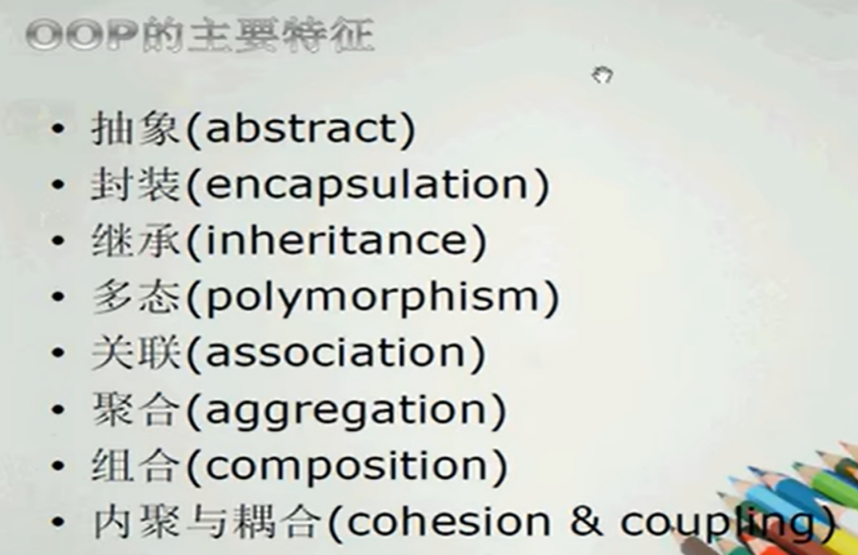 OOP的主要特征
• 抽象(abstract)
• 封装(encapsulation)
• 继承(inheritance)
• 多态(polymorphism)
• 关联(association)
• 聚合(aggregation)
• 组合(composition)
• 内聚与耦合(cohesion & coupling)